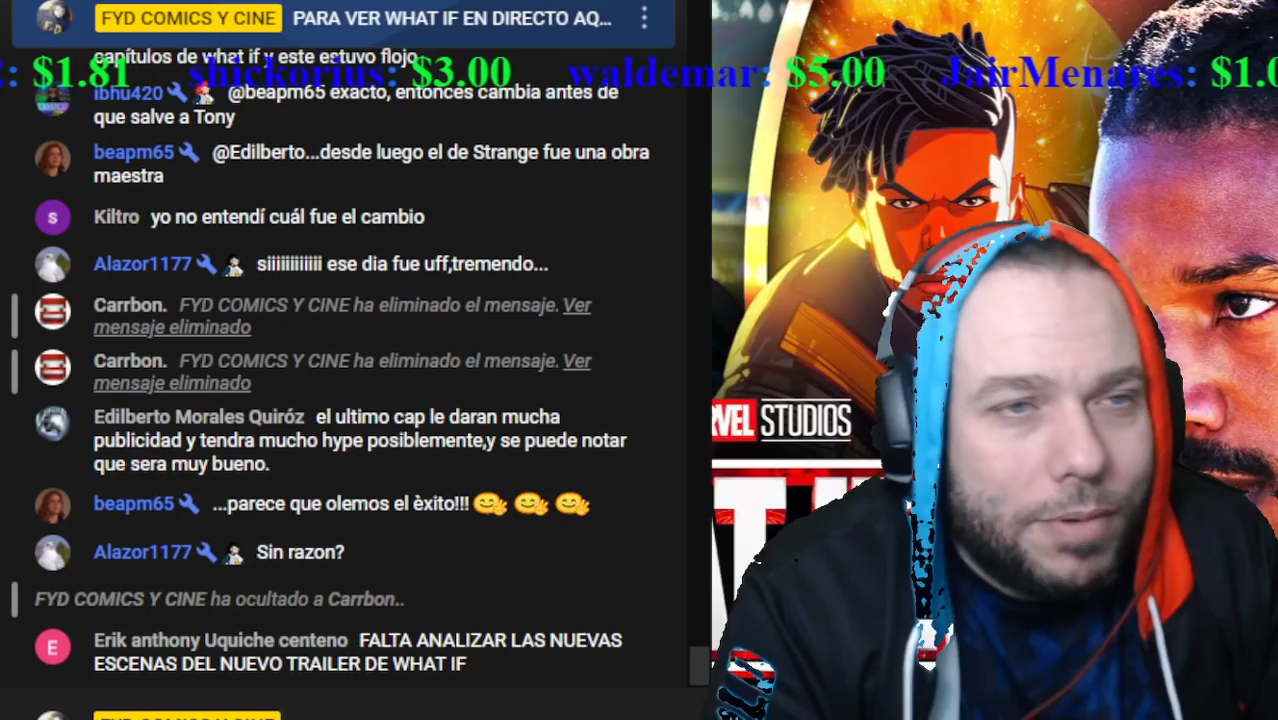 FYD COMICS Y CINE PARA VER WHAT IF EN DIRECTO AQ...
capítulos de what if y este estuvo flojo
: $1.81 shickorius: $3.00 waldemar: $5.00 JairMenares: $1.0
ibhu420 @beapm65 exacto, entonces cambia antes de
que salve a Tony
beapm65 @Edilberto...desde luego el de Strange fue una obra
maestra
S Kiltro yo no entendí cuál fue el cambio
Alazor1177 siiiiiiiiiiii ese dia fue uff,tremendo...
Carrbon. FYD COMICS Y CINE ha eliminado el mensaje. Ver
mensaje eliminado
Carrbon. FYD COMICS Y CINE ha eliminado el mensaje. Ver
mensaje eliminado
Edilberto Morales Quiróz el ultimo cap le daran mucha
publicidad y tendra mucho hype posiblemente,y se puede notar
que sera muy bueno.
beapm65 ...parece que olemos el èxito!!!
Alazor1177 Sin razon?
FYD COMICS Y CINE ha ocultado a Carrbon..
E Erik anthony Uquiche centeno FALTA ANALIZAR LAS NUEVAS
ESCENAS DEL NUEVO TRAILER DE WHAT IF
FYD COMICS Y CINE
RVEL STUDIOS